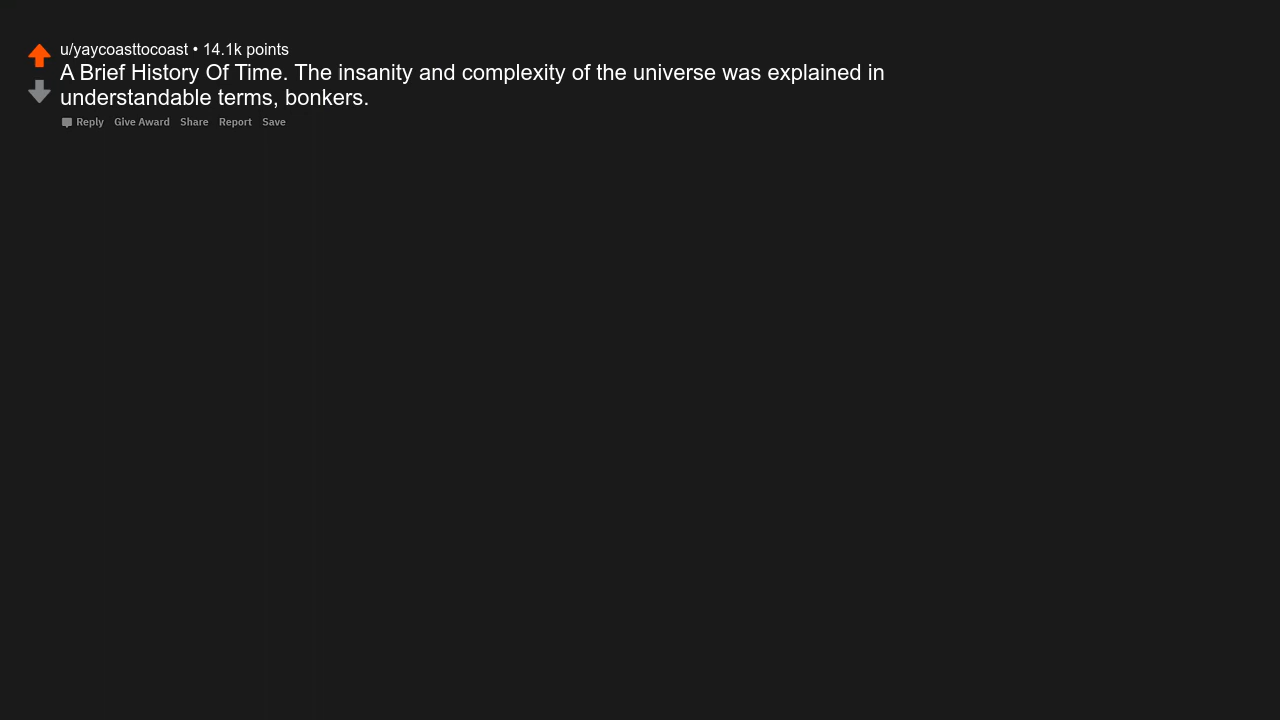 u/yaycoasttocoast • 14.1k points
A Brief History Of Time. The insanity and complexity of the universe was explained in
understandable terms, bonkers.
Reply Give Award Share Report Save